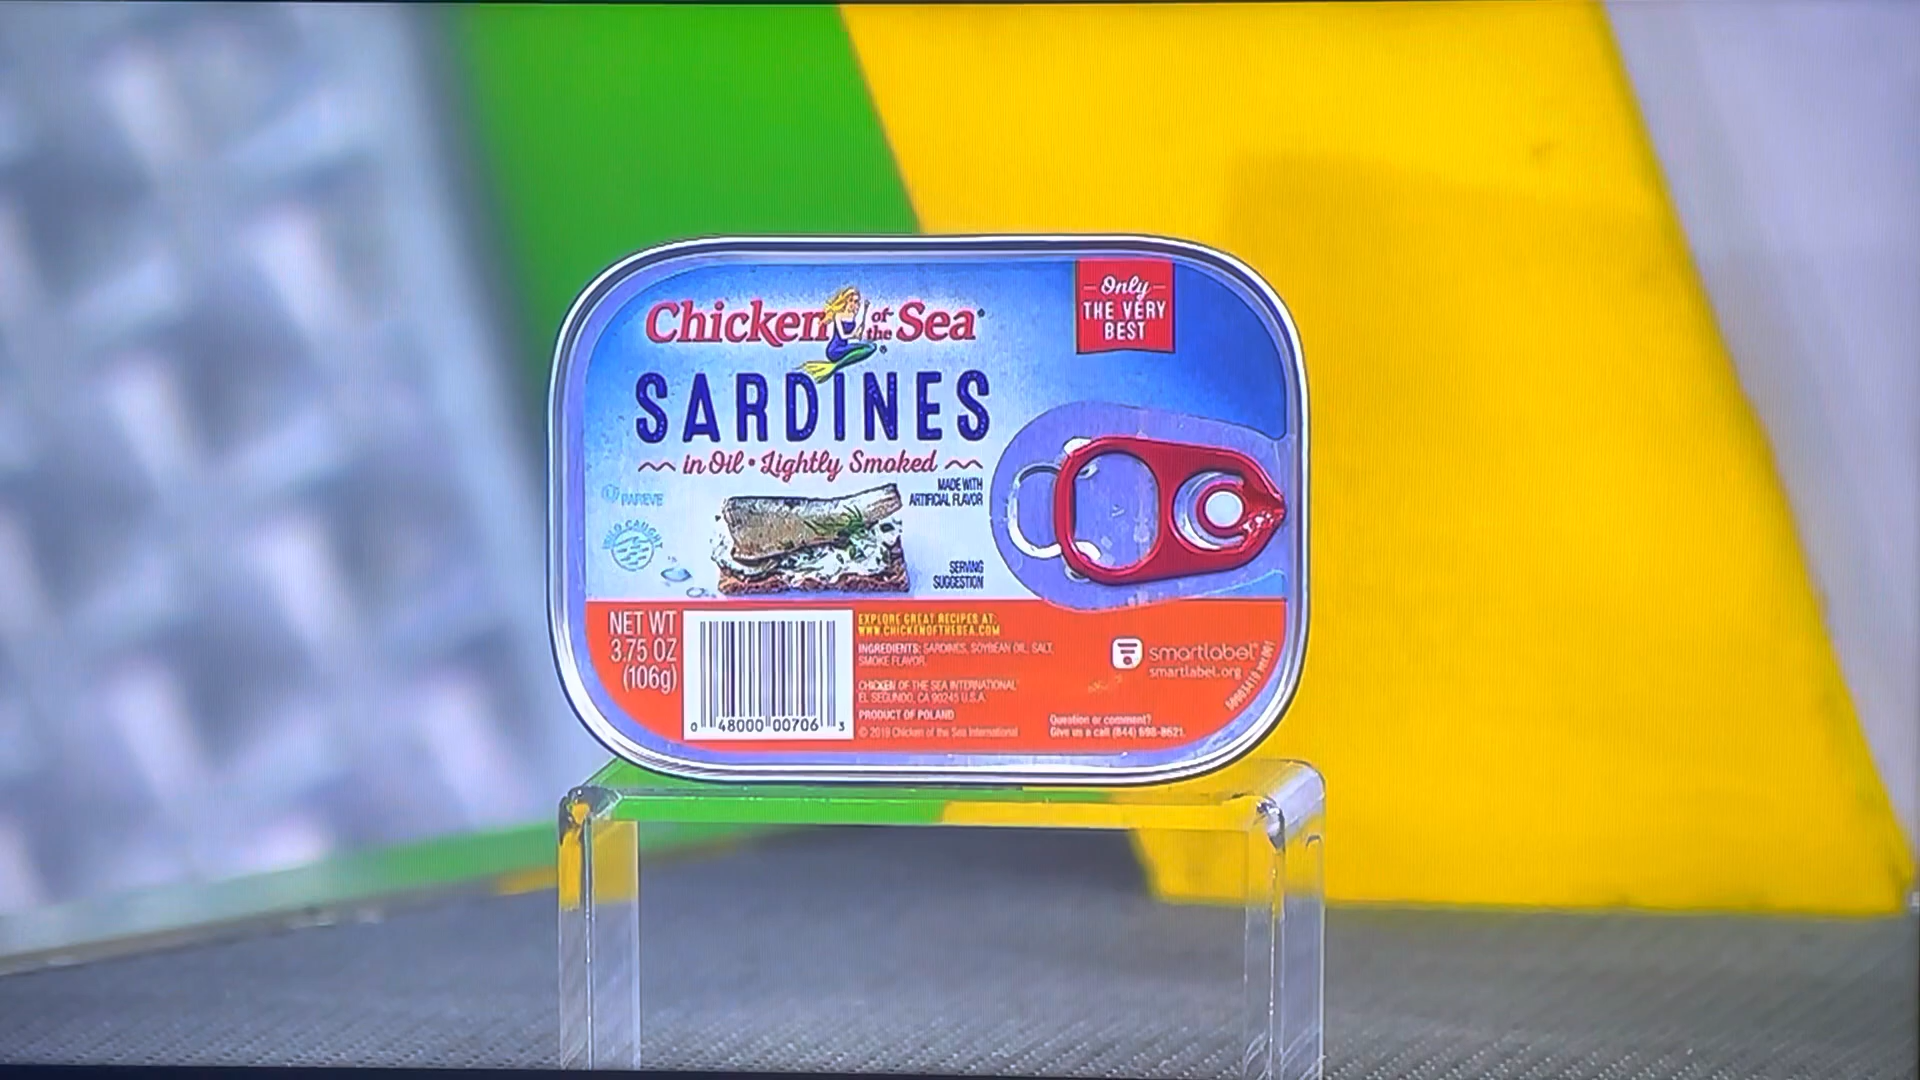 Chicken of the Sea®
Only
THE VERY
BEST
SARDINES
in Oil • Lightly Smoked
PAREVE
MADE WITH
ARTIFICIAL FLAVOR
WILD CAUGHT
SERVING
SUGGESTION
NET WT
3.75 OZ
(106g)
0 48000 00706 3
EXPLORE GREAT RECIPES AT:
WWW.CHICKENOFTHESEA.COM
INGREDIENTS: SARDINES, SOYBEAN OIL, SALT,
SMOKE FLAVOR.
CHICKEN OF THE SEA INTERNATIONAL
EL SEGUNDO, CA 90245 U.S.A.
PRODUCT OF POLAND
© 2019 Chicken of the Sea International
smartlabel
smartlabel.org
Question or comment?
Give us a call (844) 698-8621.